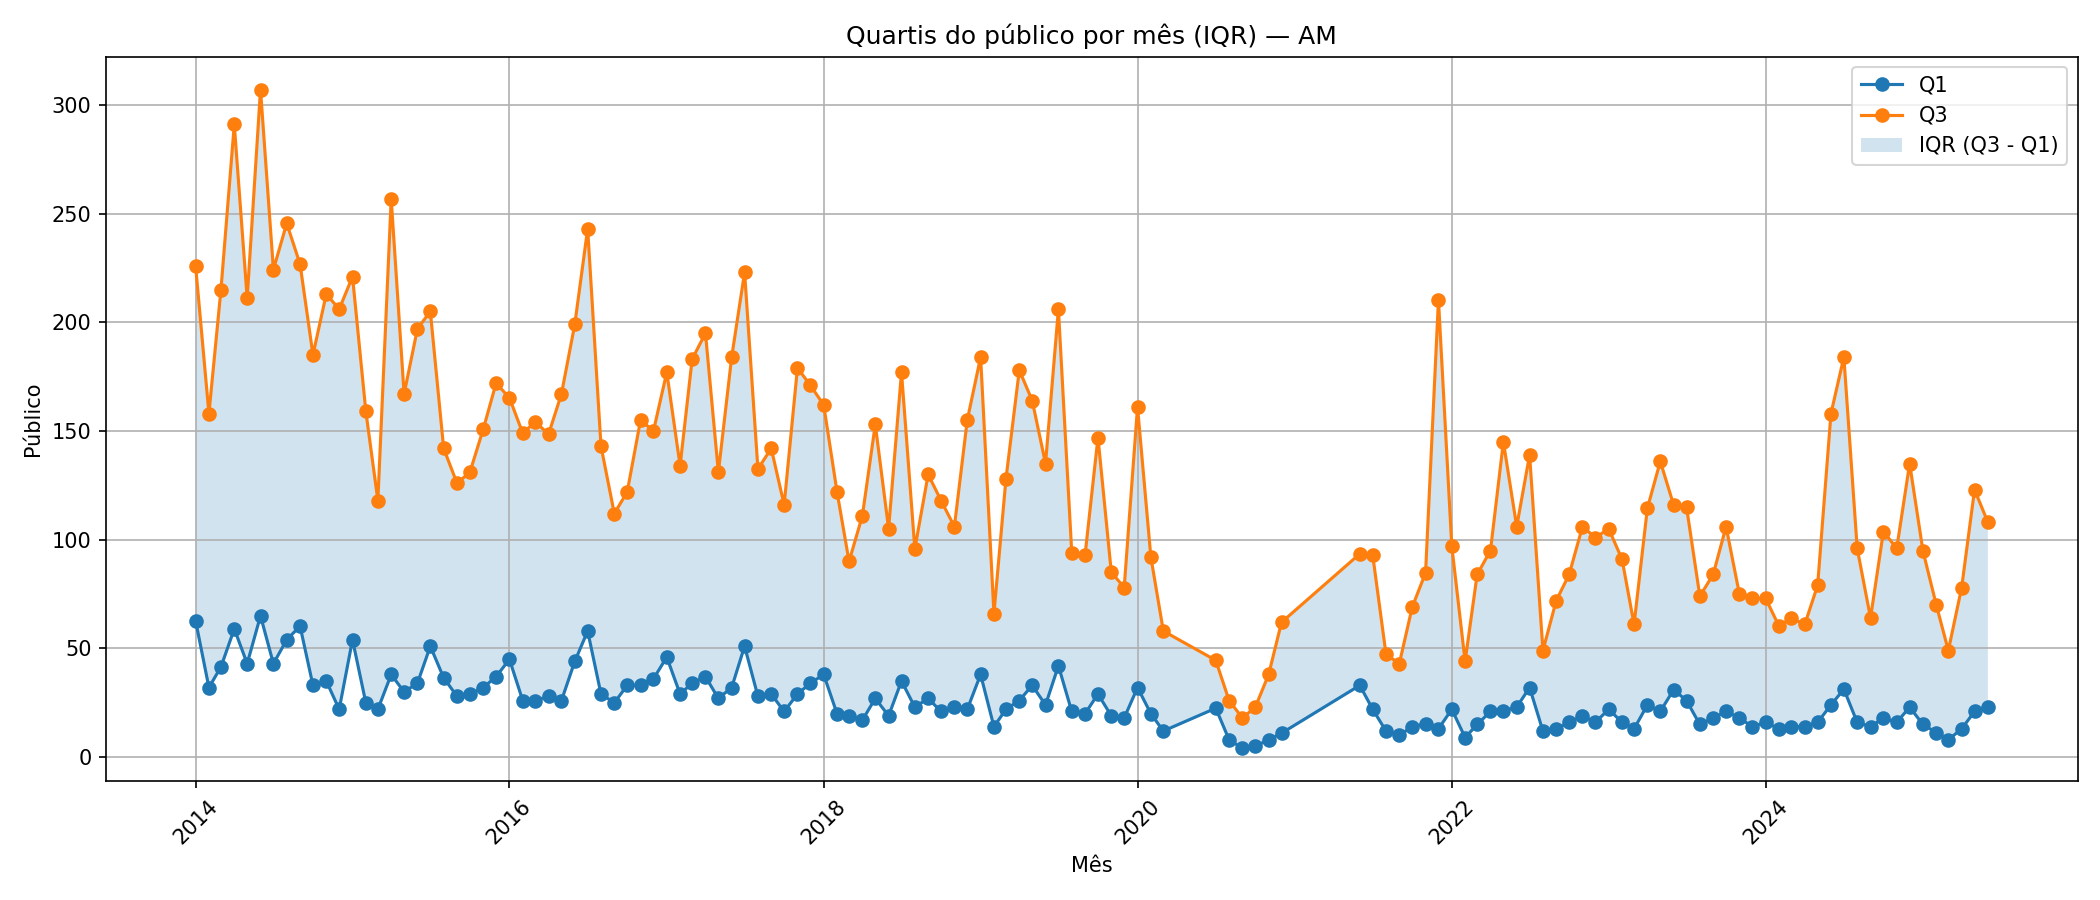 Quartis do público por mês (IQR) — AM
Q1
Q3
IQR (Q3 - Q1)
Público
300
250
200
150
100
50
0
2014
2016
2018
2020
2022
2024
Mês